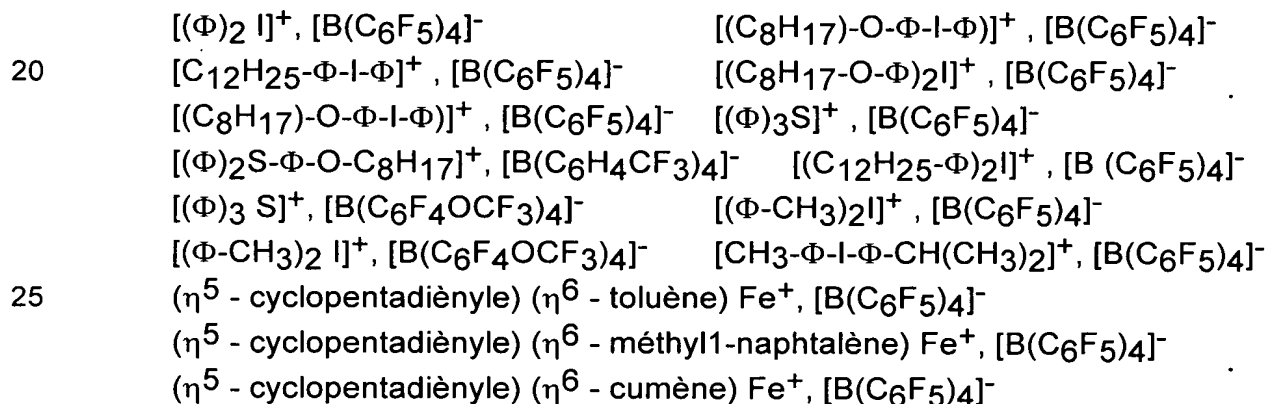 [(Φ)2 I]+, [B(C6F5)4]- [(C8H17)-O-Φ-I-Φ)]+ , [B(C6F5)4]-
20 [C12H25-Φ-I-Φ]+ , [B(C6F5)4]- [(C8H17-O-Φ)2I]+ , [B(C6F5)4]-
[(C8H17)-O-Φ-I-Φ)]+ , [B(C6F5)4]- [(Φ)3S]+ , [B(C6F5)4]-
[(Φ)2S-Φ-O-C8H17]+, [B(C6H4CF3)4]- [(C12H25-Φ)2I]+ , [B (C6F5)4]-
[(Φ)3 S]+, [B(C6F4OCF3)4]- [(Φ-CH3)2I]+ , [B(C6F5)4]-
[(Φ-CH3)2 I]+, [B(C6F4OCF3)4]- [CH3-Φ-I-Φ-CH(CH3)2]+, [B(C6F5)4]-
25 (η5 - cyclopentadiènyle) (η6 - toluène) Fe+, [B(C6F5)4]-
(η5 - cyclopentadiènyle) (η6 - méthyl1-naphtalène) Fe+, [B(C6F5)4]-
(η5 - cyclopentadiènyle) (η6 - cumène) Fe+, [B(C6F5)4]-